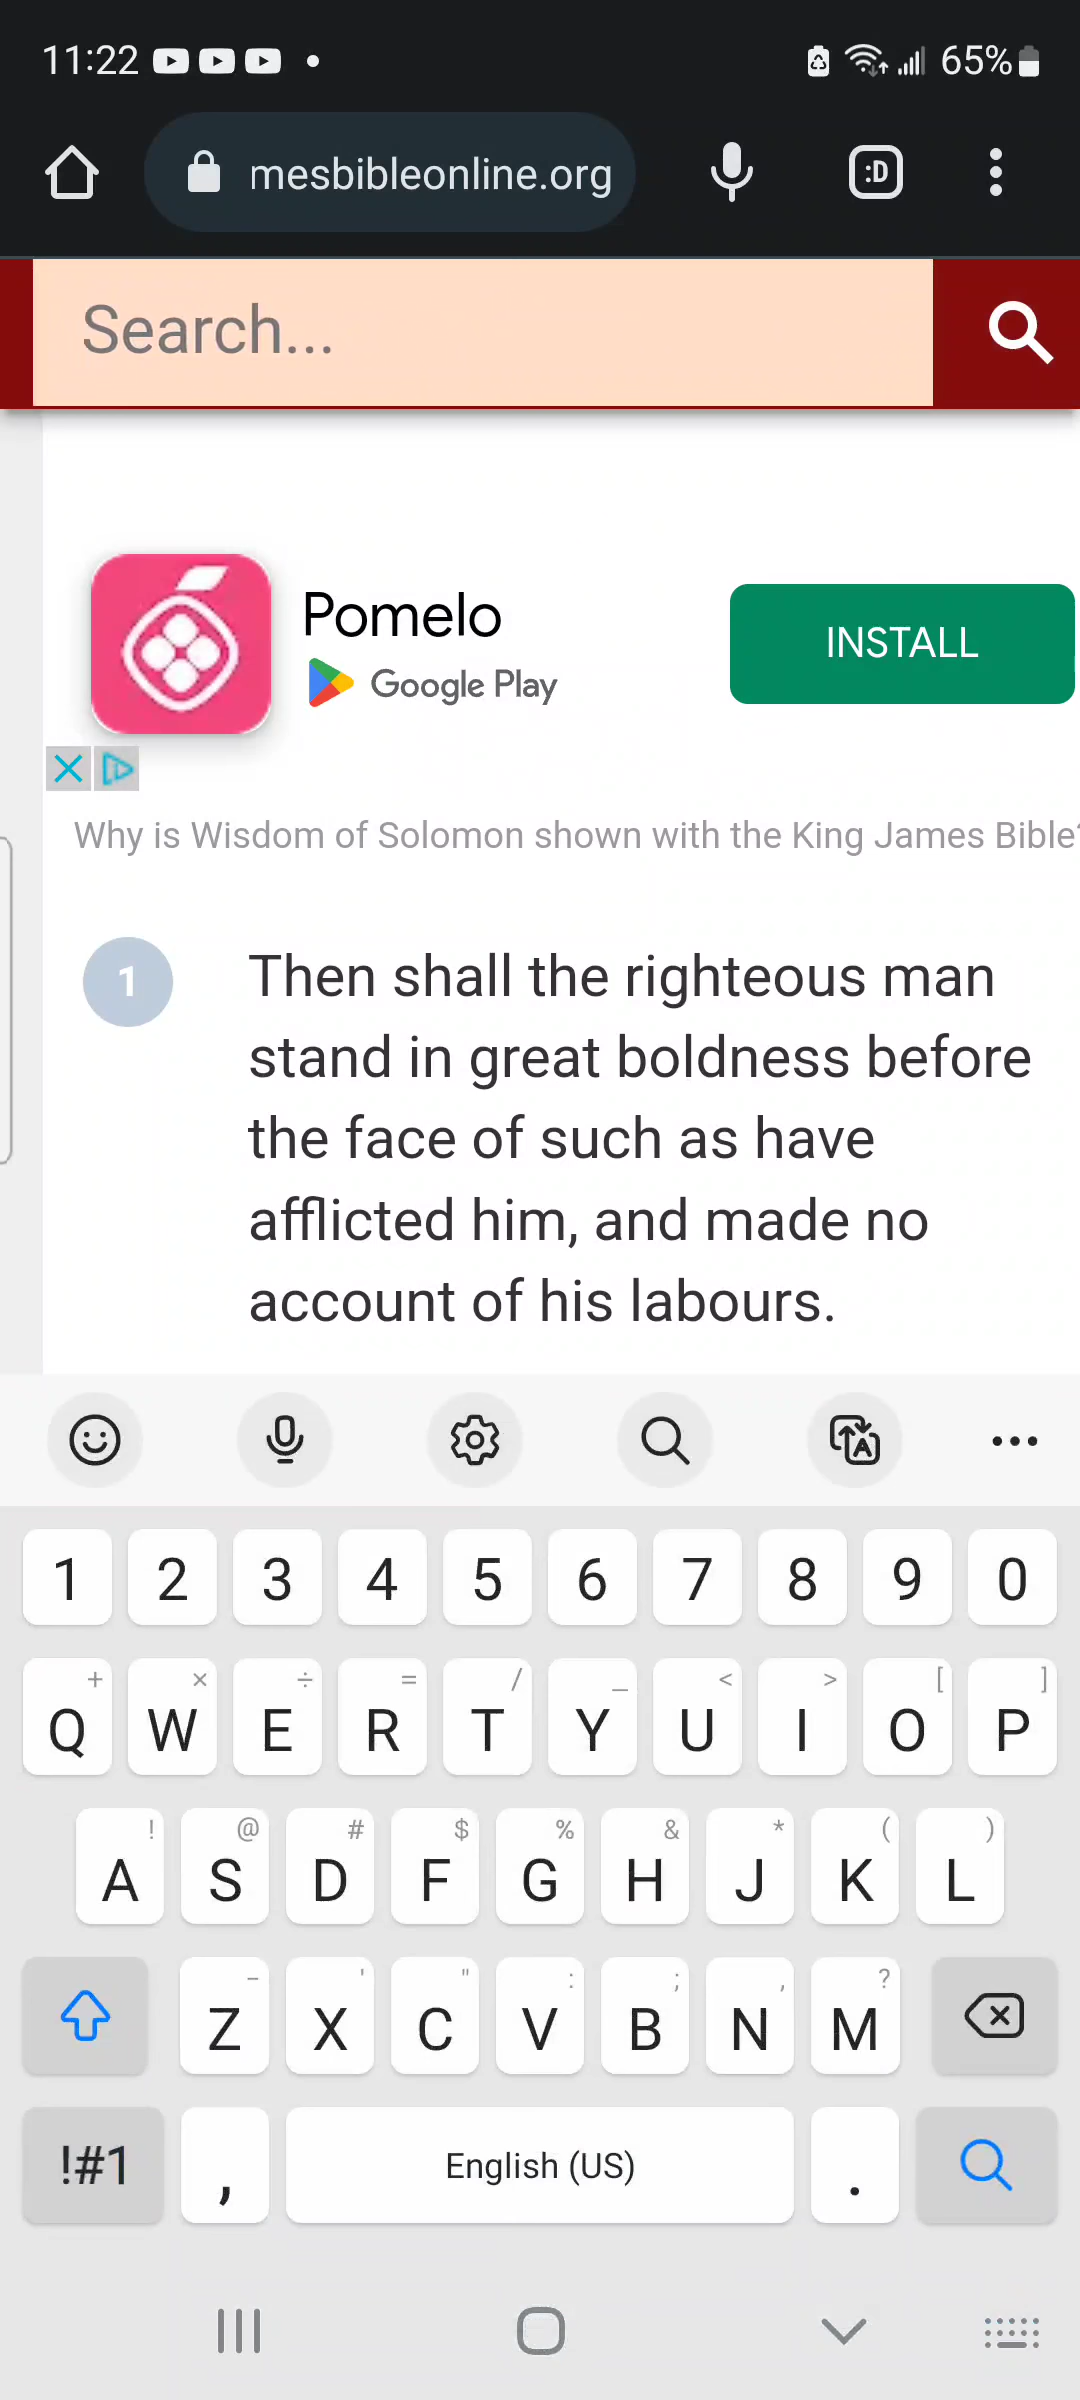 11:22
65%
mesbibleonline.org
:D
Search...
Pomelo
Google Play
INSTALL
Why is Wisdom of Solomon shown with the King James Bible?
1
Then shall the righteous man
stand in great boldness before
the face of such as have
afflicted him, and made no
account of his labours.
1 2 3 4 5 6 7 8 9 0
+ × ÷ = / _ < > [ ]
Q W E R T Y U I O P
! @ # $ % & * ( )
A S D F G H J K L
- ' " : ; , ?
Z X C V B N M
!#1 , English (US) .